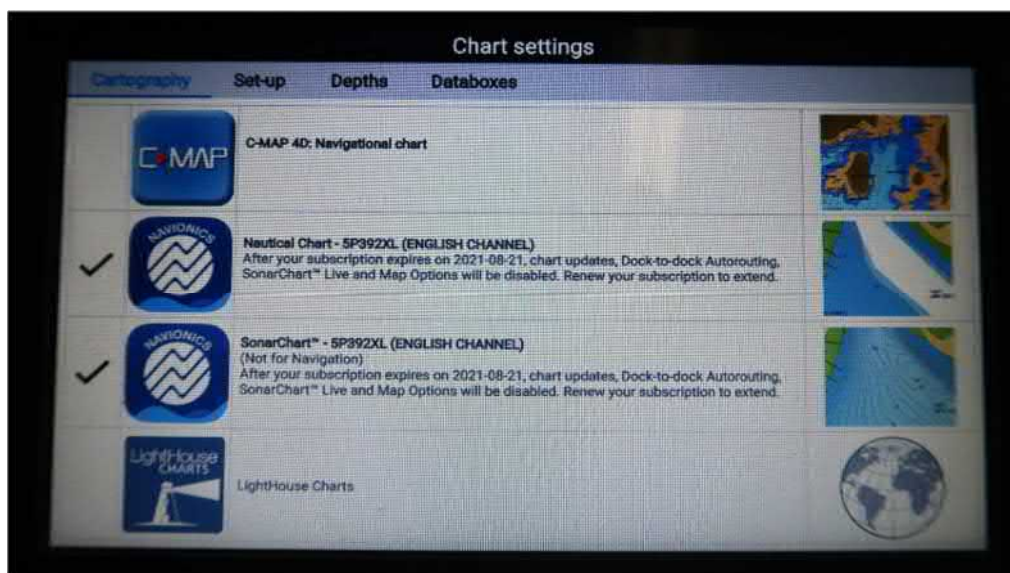 Chart settings
Cartography Set-up Depths Databoxes
C-MAP
C-MAP 4D: Navigational chart
NAVIONICS
Nautical Chart - 5P392XL (ENGLISH CHANNEL)
After your subscription expires on 2021-08-21, chart updates, Dock-to-dock Autorouting,
SonarChart™ Live and Map Options will be disabled. Renew your subscription to extend.
NAVIONICS
SonarChart™ - 5P392XL (ENGLISH CHANNEL)
(Not for Navigation)
After your subscription expires on 2021-08-21, chart updates, Dock-to-dock Autorouting,
SonarChart™ Live and Map Options will be disabled. Renew your subscription to extend.
LightHouse
CHARTS
LightHouse Charts